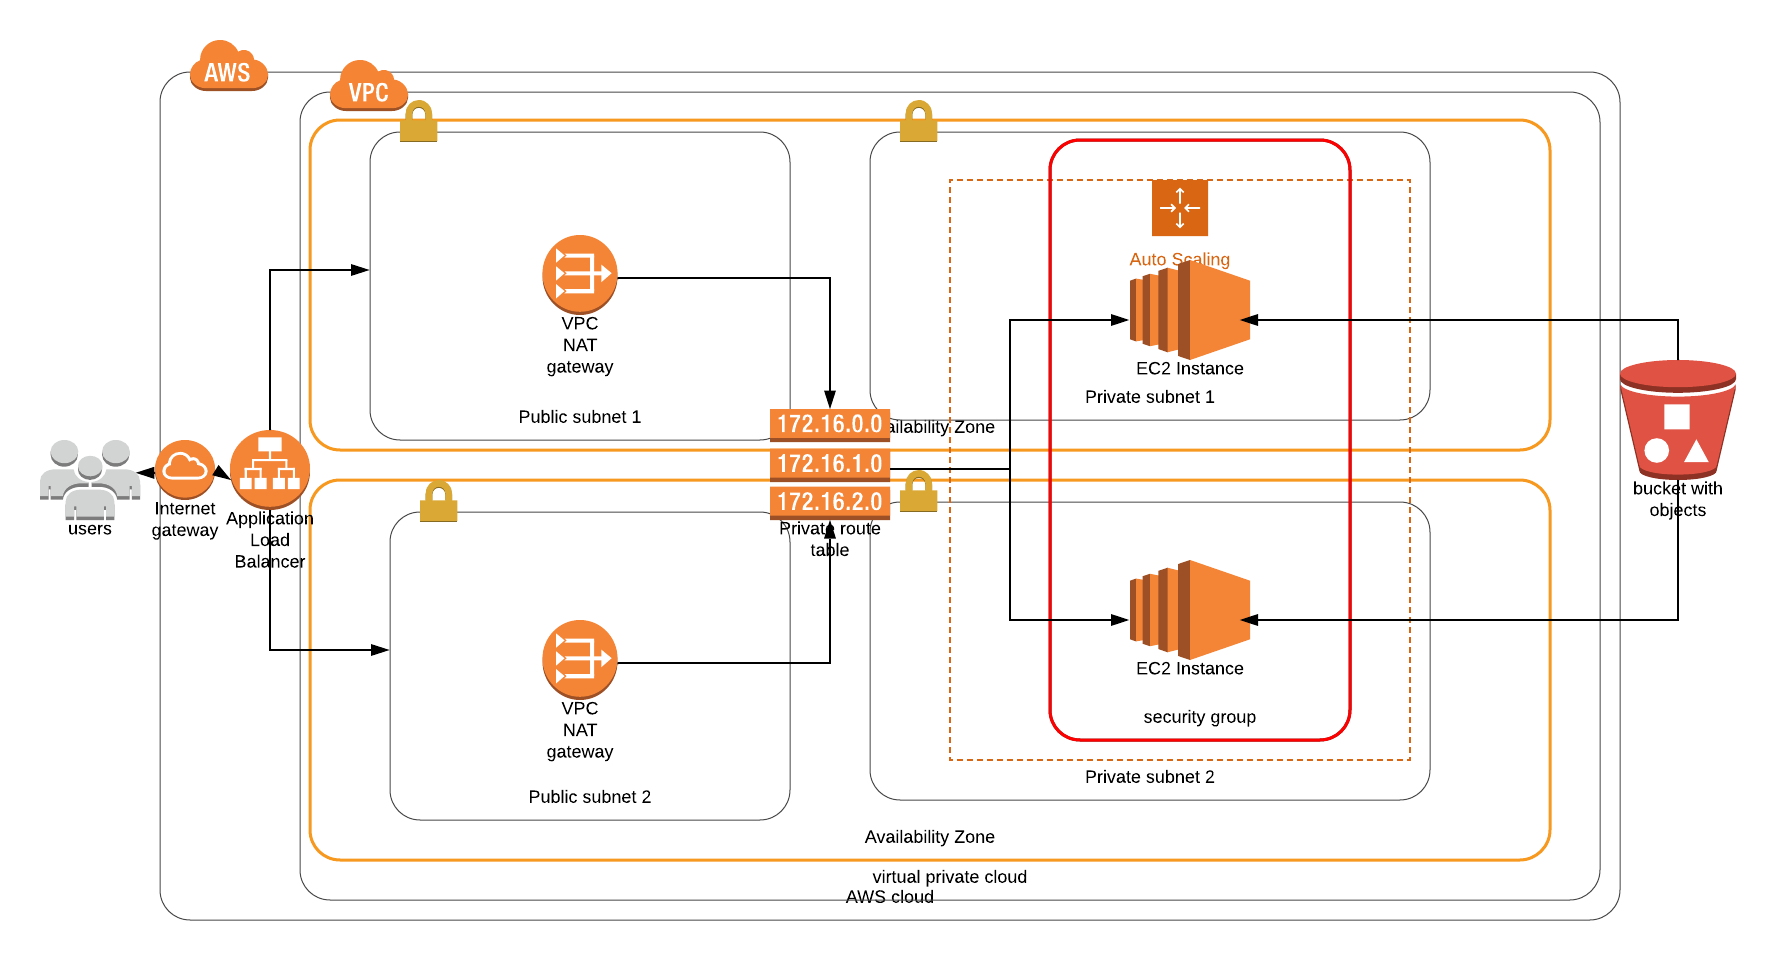 AWS
VPC
Auto Scaling
VPC
NAT
gateway
EC2 Instance
Private subnet 1
Public subnet 1
172.16.0.0
ailability Zone
172.16.1.0
172.16.2.0
Private route
table
users
Internet
gateway
Application
Load
Balancer
bucket with
objects
EC2 Instance
VPC
NAT
gateway
security group
Private subnet 2
Public subnet 2
Availability Zone
virtual private cloud
AWS cloud